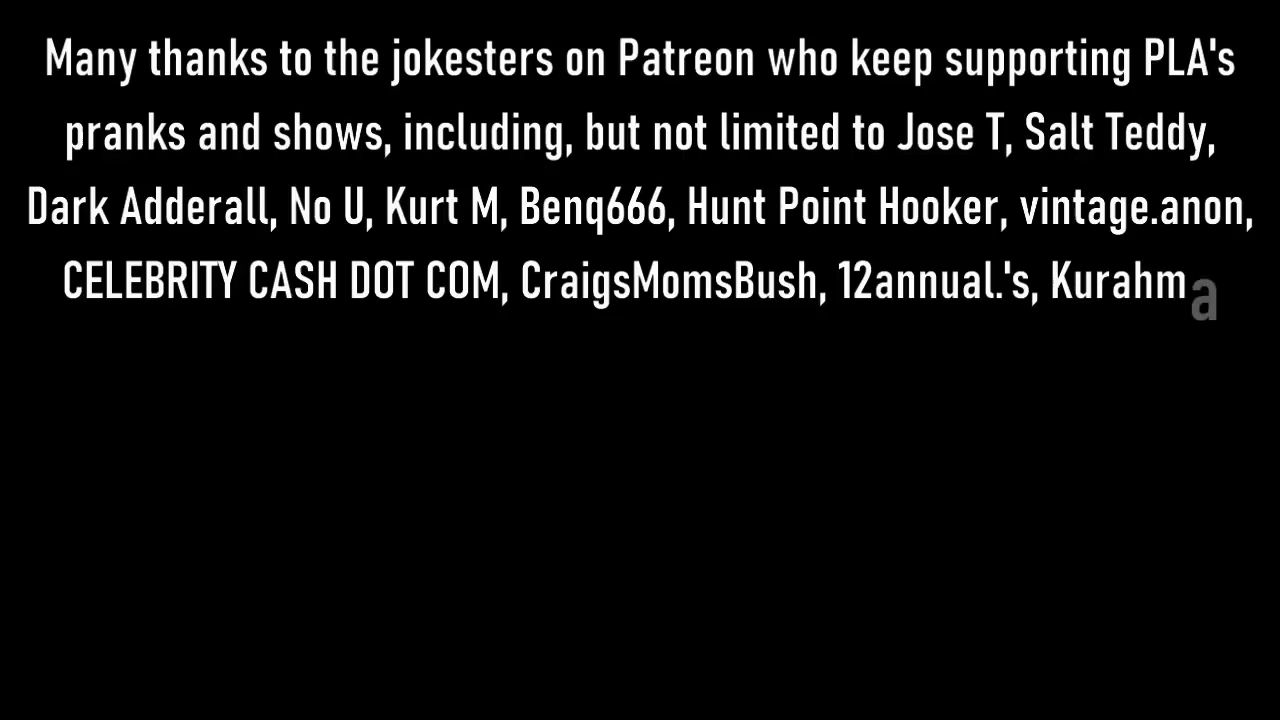 Many thanks to the jokesters on Patreon who keep supporting PLA's
pranks and shows, including, but not limited to Jose T, Salt Teddy,
Dark Adderall, No U, Kurt M, Benq666, Hunt Point Hooker, vintage.anon,
CELEBRITY CASH DOT COM, CraigsMomsBush, 12annual.'s, Kurahma